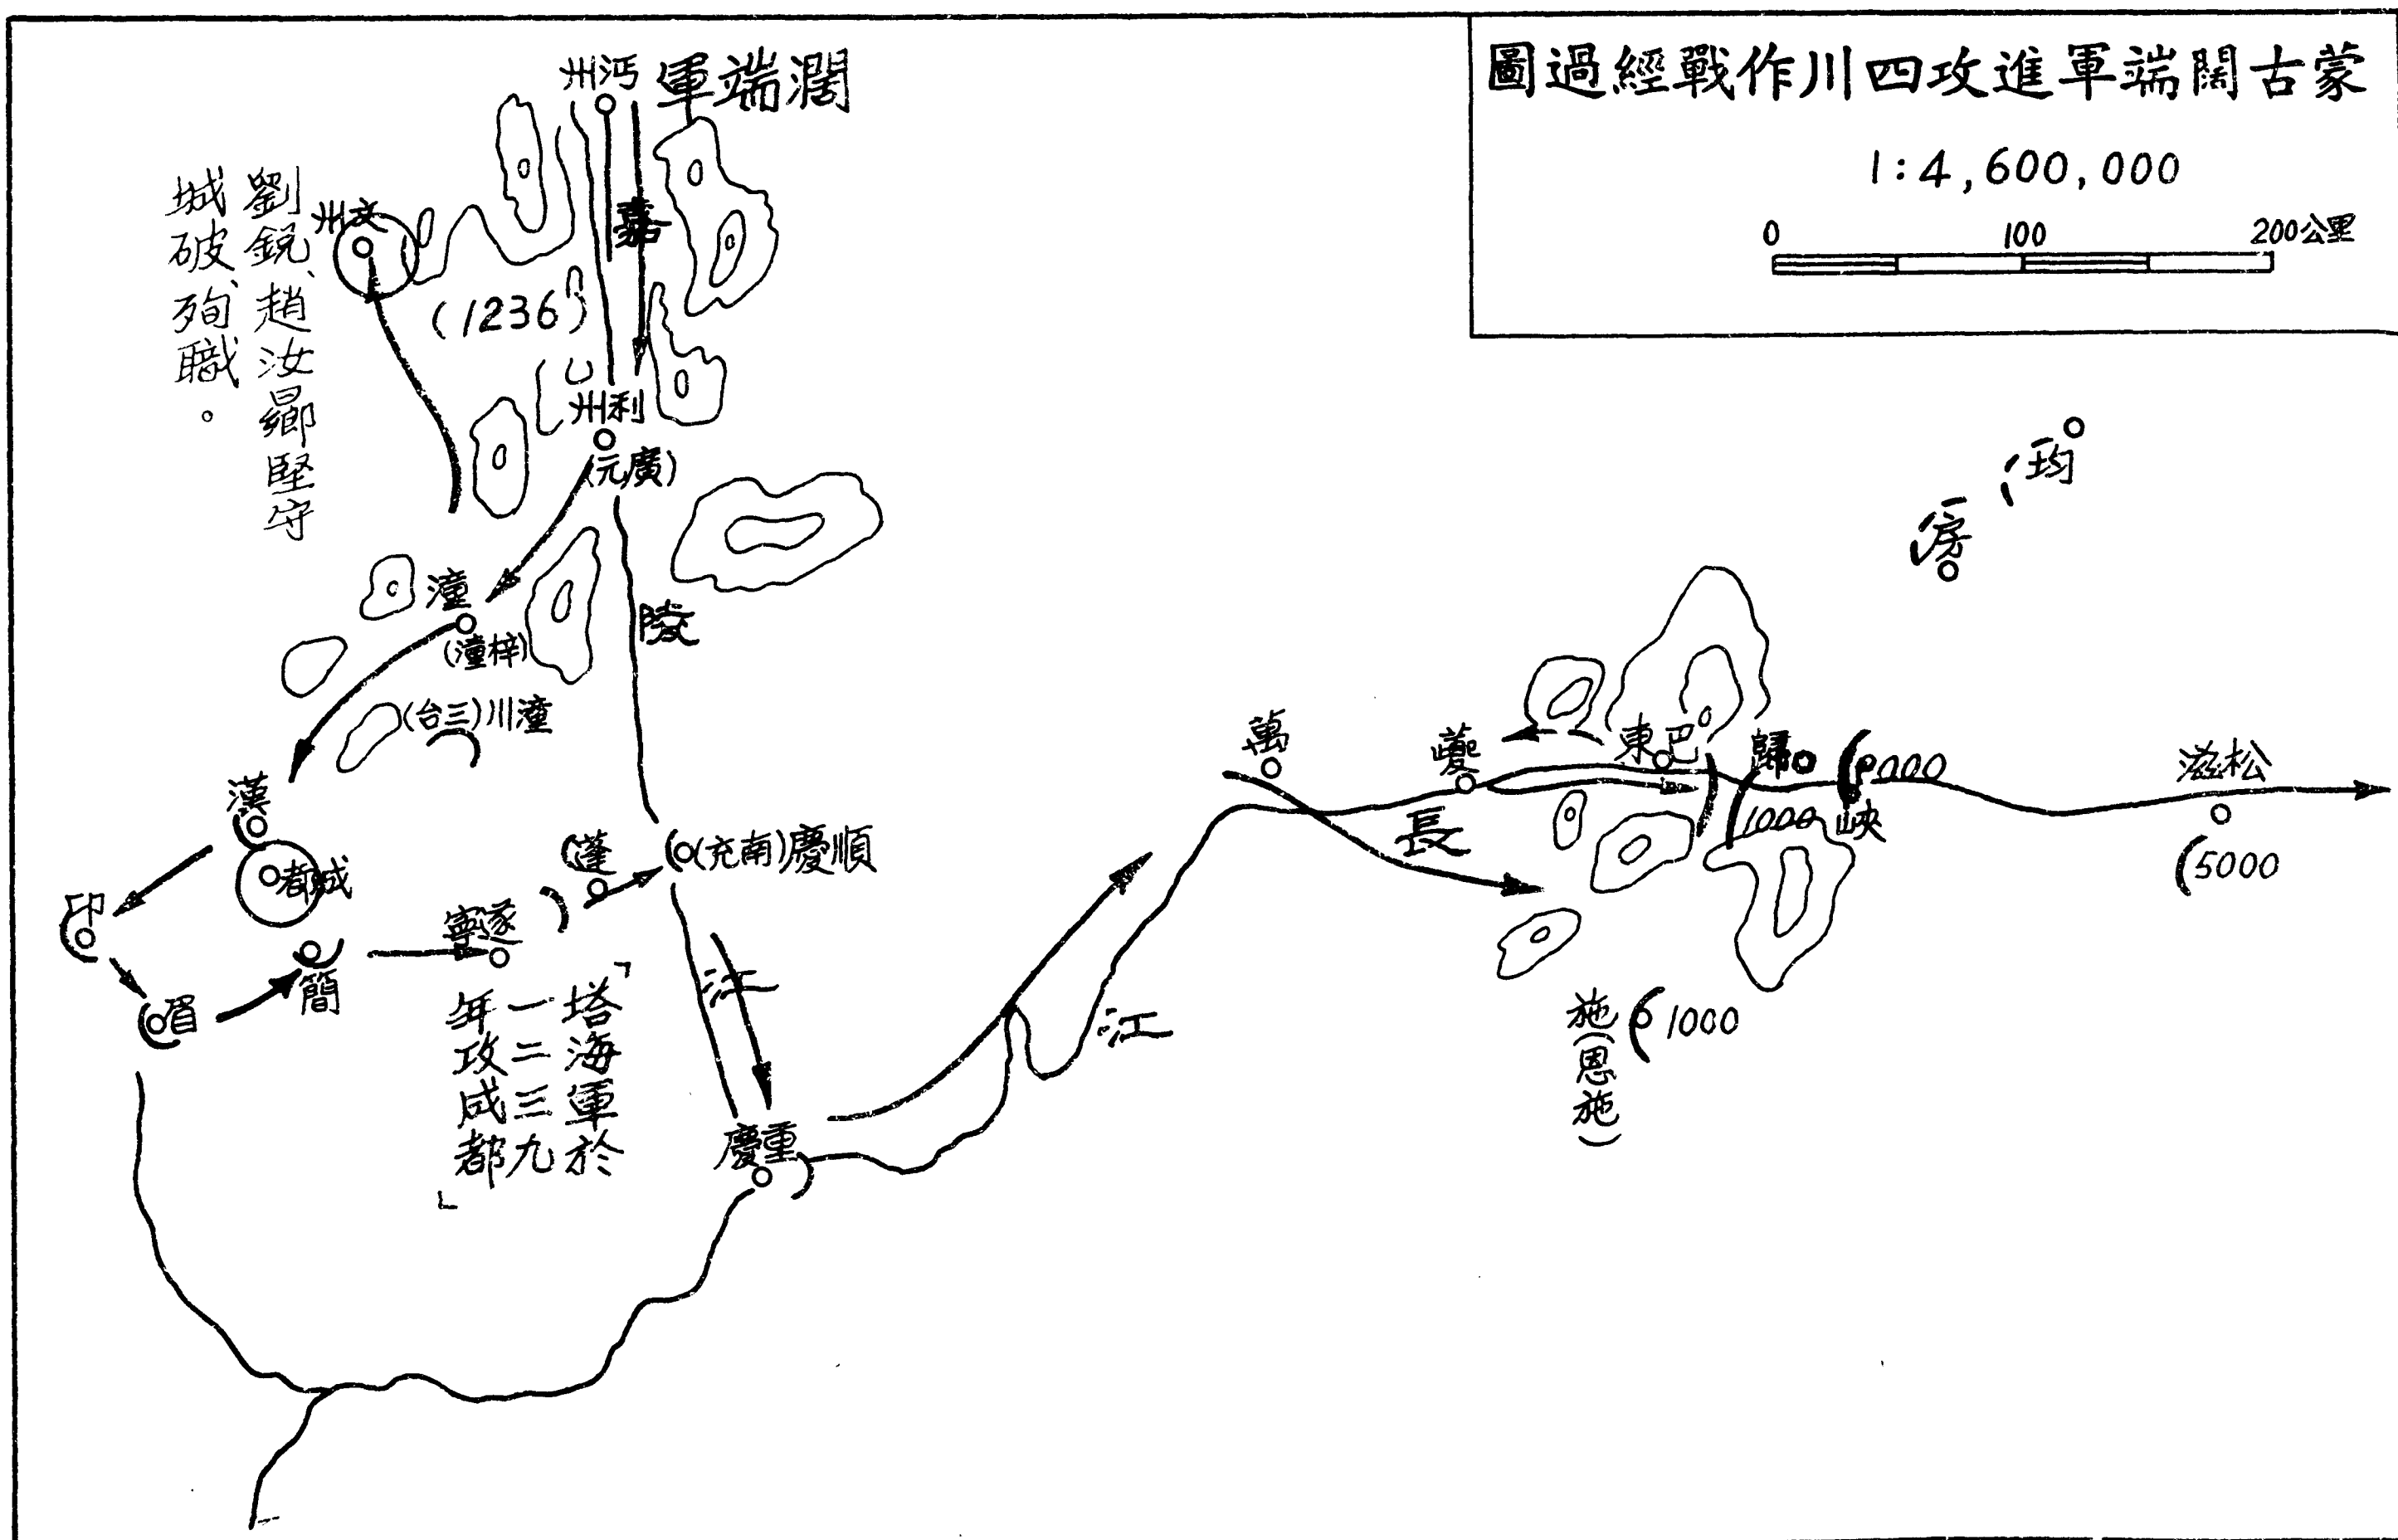 蒙古闊端軍進攻四川作戰經過圖
1:4,600,000
0 100 200公里
濶端軍
沔州
文州
劉銳、趙汝曏堅守
城破、殉職。
(1236)
嘉
利州
(廣元)
潼
(梓潼)
陵
潼川(三台)
漢
成都
印
眉
簡
遂寧
蓬
順慶(南充)
江
「塔海軍於
一二三九
年攻成都」
重慶
江
長
萬
夔
巴東
歸
1000
峽
松滋
5000
均
房
施(恩施)
1000